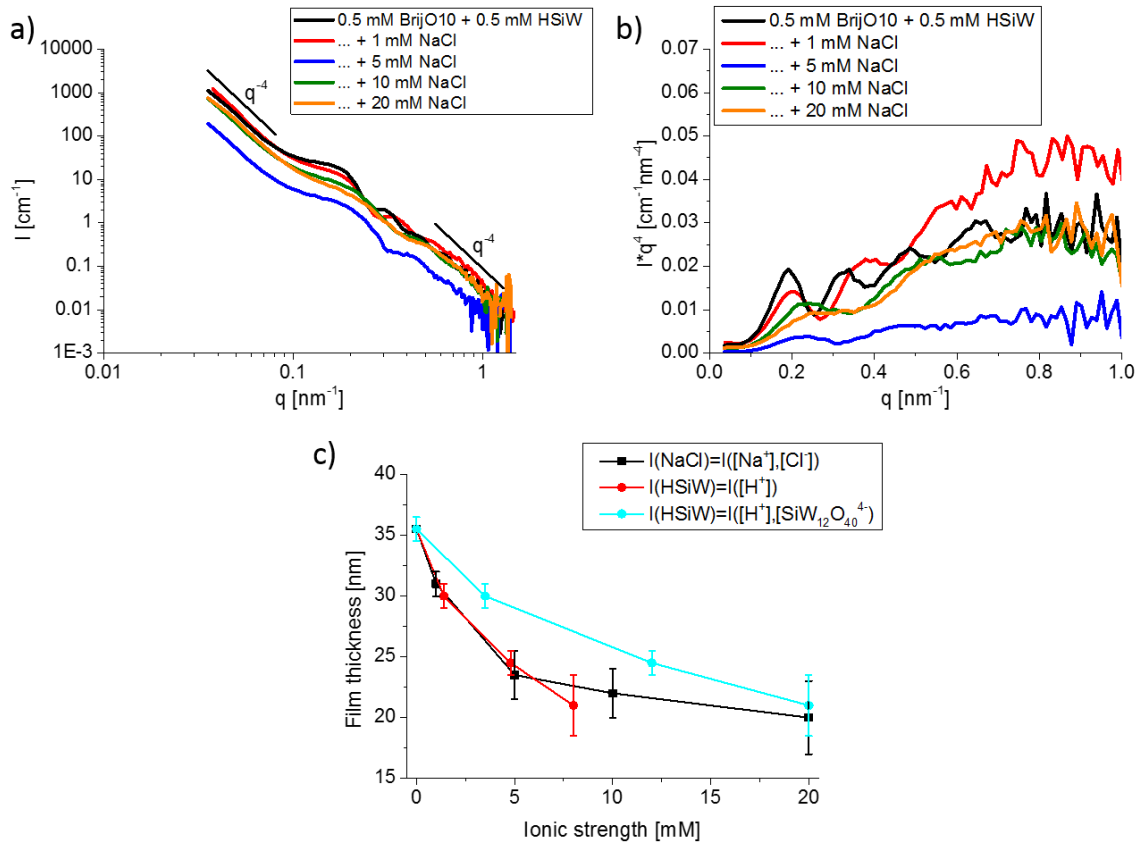 a)
0.5 mM BrijO10 + 0.5 mM HSiW
... + 1 mM NaCl
... + 5 mM NaCl
... + 10 mM NaCl
... + 20 mM NaCl
q⁻⁴
q⁻⁴
I [cm⁻¹]
10000
1000
100
10
1
0.1
0.01
1E-3
0.01
0.1
1
q [nm⁻¹]
b)
0.5 mM BrijO10 + 0.5 mM HSiW
... + 1 mM NaCl
... + 5 mM NaCl
... + 10 mM NaCl
... + 20 mM NaCl
I*q⁴ [cm⁻¹nm⁻⁴]
0.07
0.06
0.05
0.04
0.03
0.02
0.01
0.00
0.0
0.2
0.4
0.6
0.8
1.0
q [nm⁻¹]
c)
I(NaCl)=I([Na⁺],[Cl⁻])
I(HSiW)=I([H⁺])
I(HSiW)=I([H⁺],[SiW₁₂O₄₀⁴⁻)
Film thickness [nm]
40
35
30
25
20
15
0
5
10
15
20
Ionic strength [mM]